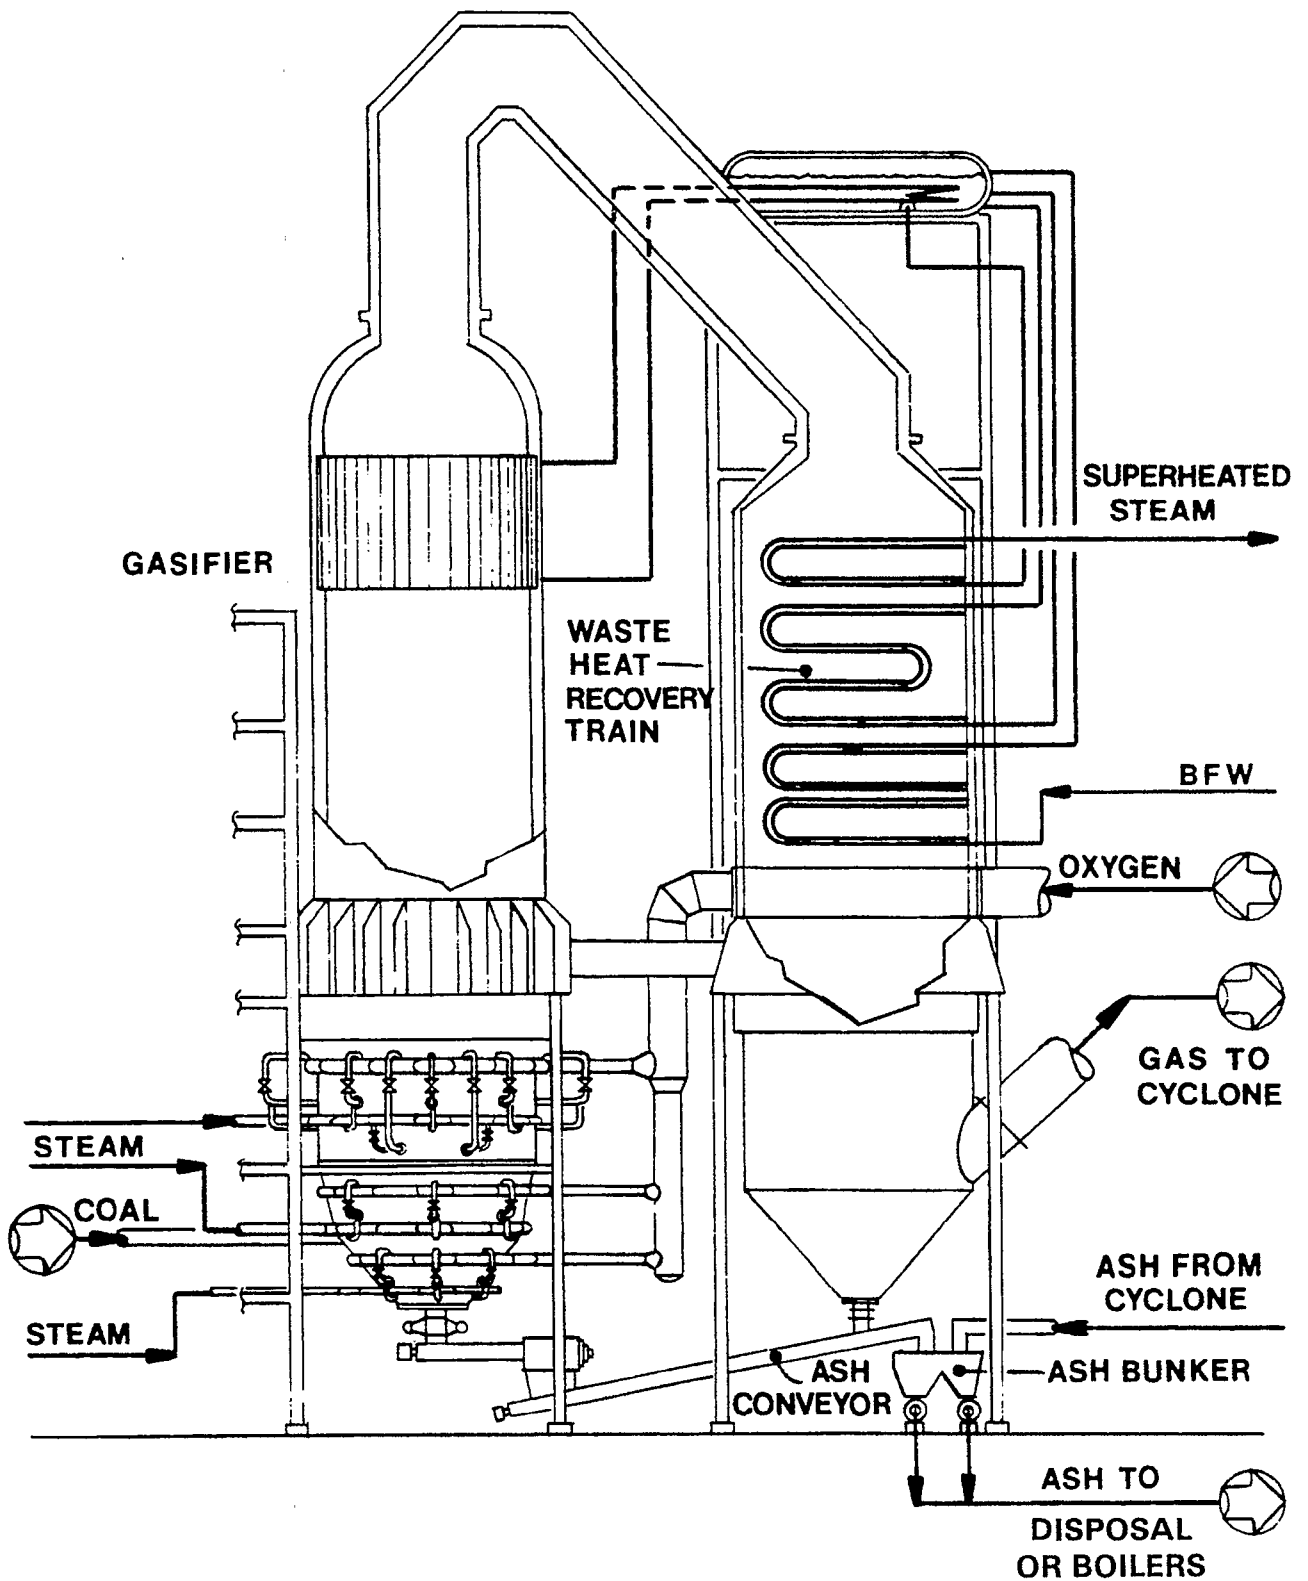 SUPERHEATED
STEAM
GASIFIER
WASTE
HEAT
RECOVERY
TRAIN
BFW
OXYGEN
GAS TO
CYCLONE
STEAM
COAL
STEAM
ASH FROM
CYCLONE
ASH
CONVEYOR
ASH BUNKER
ASH TO
DISPOSAL
OR BOILERS